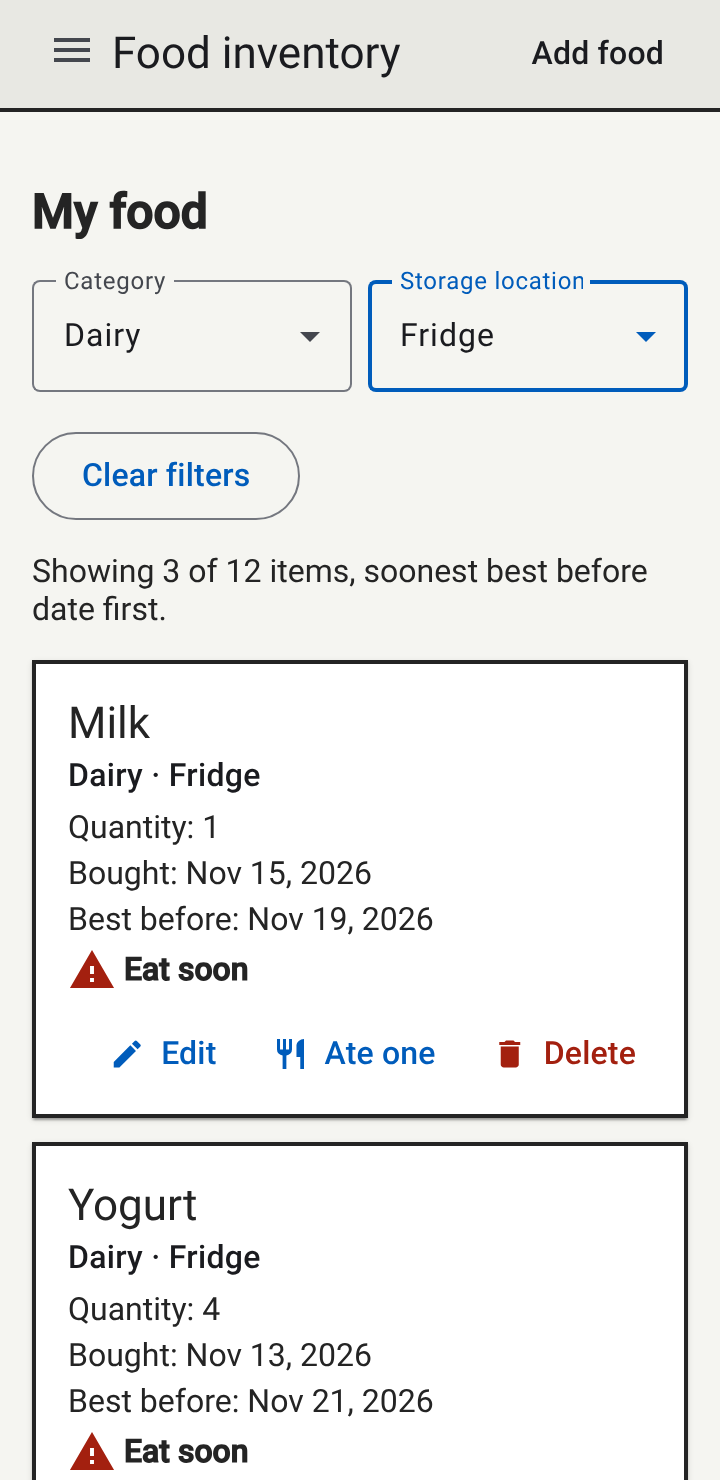 Food inventory
Add food
My food
Category
Storage location
Dairy
Fridge
Clear filters
Showing 3 of 12 items, soonest best before
date first.
Milk
Dairy · Fridge
Quantity: 1
Bought: Nov 15, 2026
Best before: Nov 19, 2026
Eat soon
Edit
Ate one
Delete
Yogurt
Dairy · Fridge
Quantity: 4
Bought: Nov 13, 2026
Best before: Nov 21, 2026
Eat soon